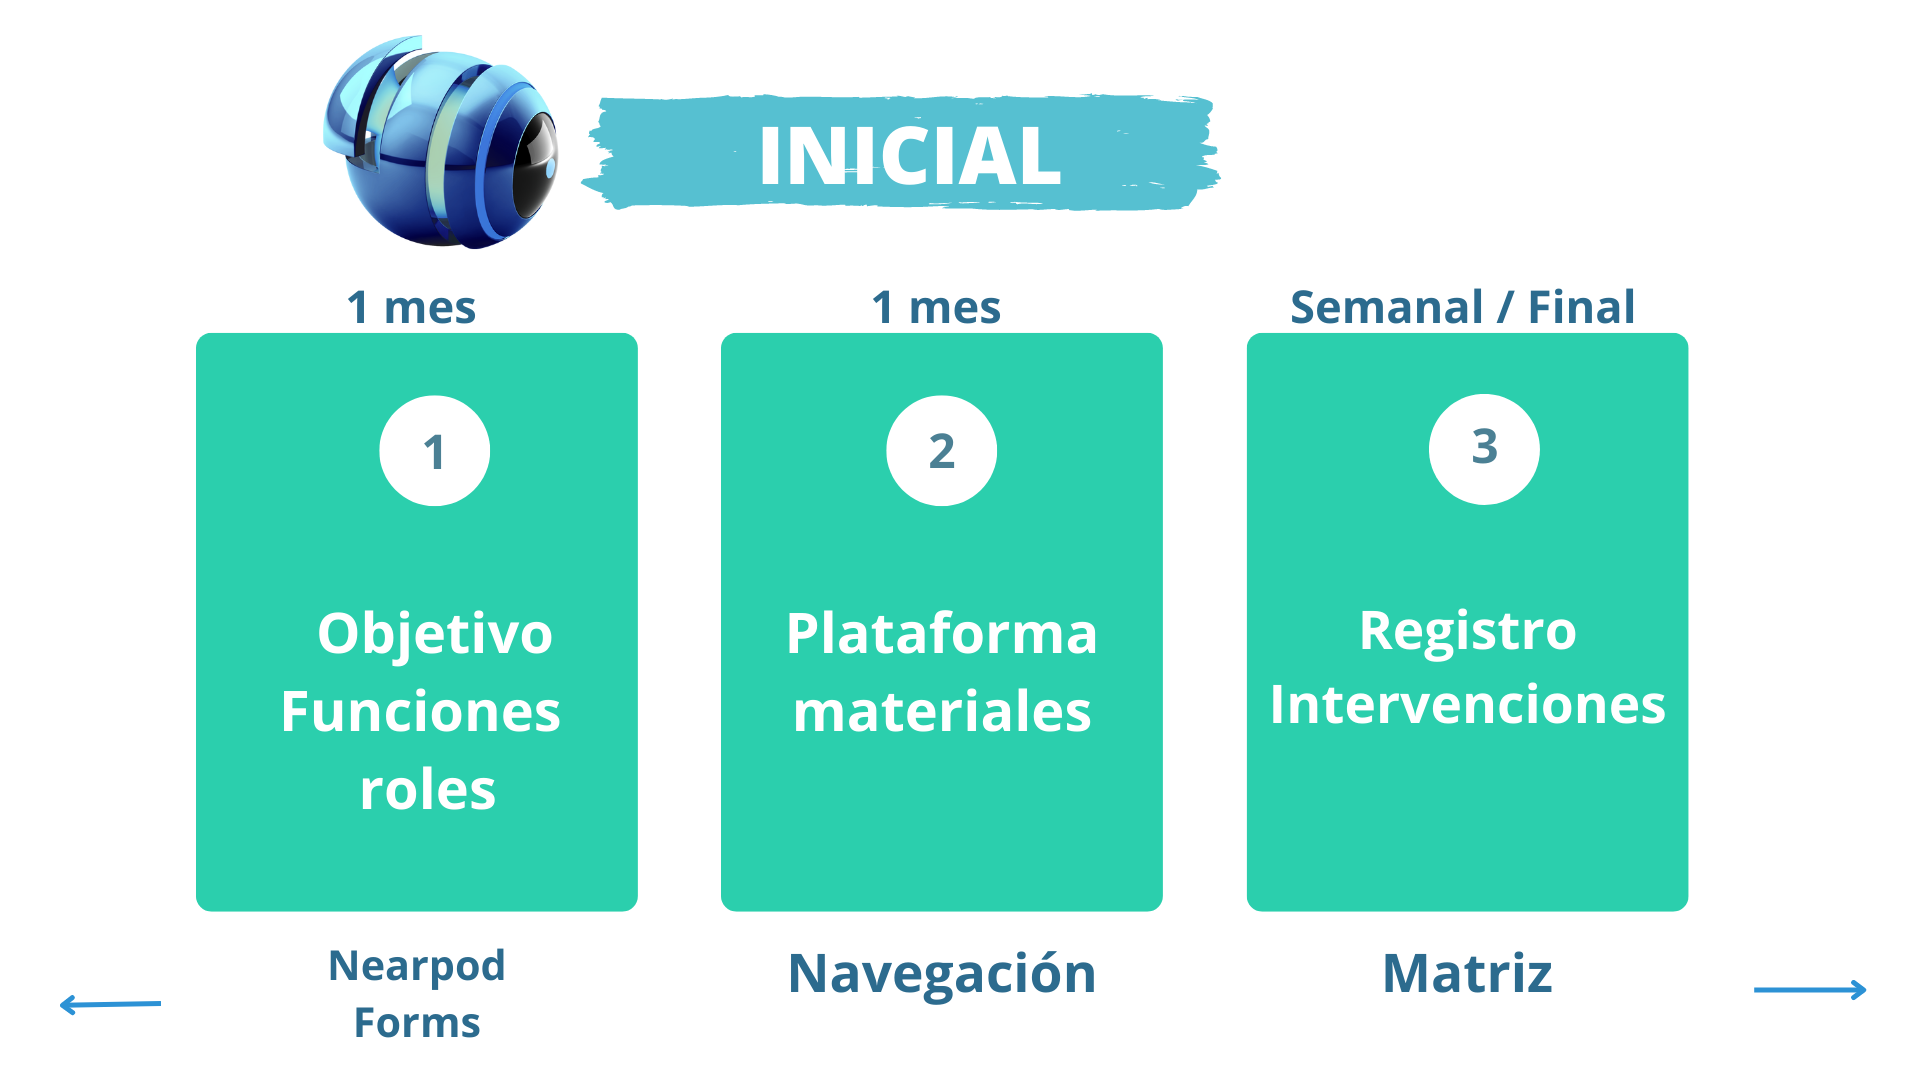 INICIAL
1 mes
1
Objetivo
Funciones
roles
Nearpod
Forms
1 mes
2
Plataforma
materiales
Navegación
Semanal / Final
3
Registro
Intervenciones
Matriz